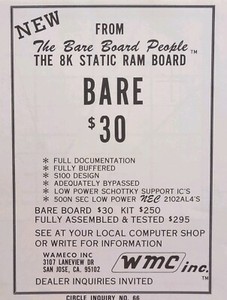 NEW
FROM
The Bare Board People TM
THE 8K STATIC RAM BOARD
BARE
$30
* FULL DOCUMENTATION
* FULLY BUFFERED
* S100 DESIGN
* ADEQUATELY BYPASSED
* LOW POWER SCHOTTKY SUPPORT IC'S
* 500N SEC LOW POWER NEC 2102AL4'S
BARE BOARD $30 KIT $250
FULLY ASSEMBLED & TESTED $295
SEE AT YOUR LOCAL COMPUTER SHOP
OR WRITE FOR INFORMATION
WAMECO INC
3107 LANEVIEW DR
SAN JOSE, CA. 95102
WMC inc. TM
DEALER INQUIRIES INVITED
CIRCLE INQUIRY NO. 66